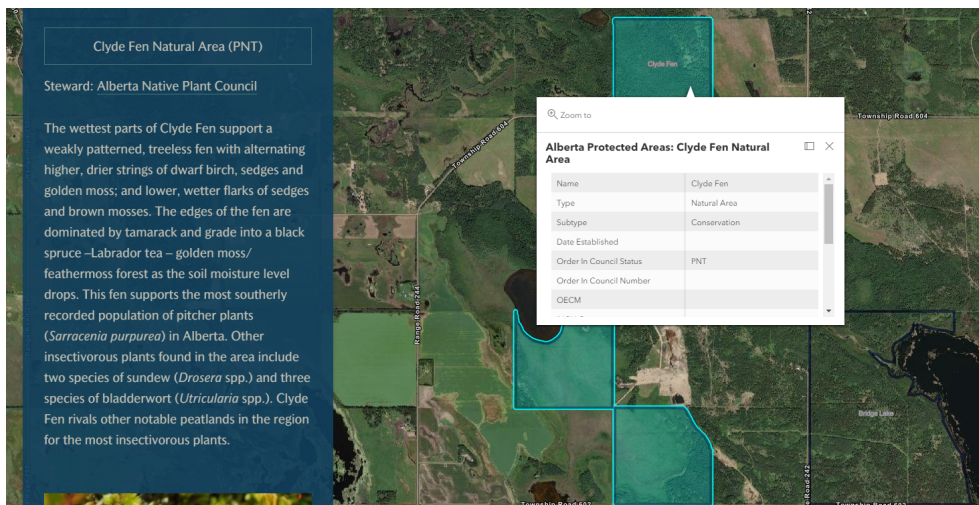 Clyde Fen Natural Area (PNT)
Steward: Alberta Native Plant Council
The wettest parts of Clyde Fen support a
weakly patterned, treeless fen with alternating
higher, drier strings of dwarf birch, sedges and
golden moss; and lower, wetter flarks of sedges
and brown mosses. The edges of the fen are
dominated by tamarack and grade into a black
spruce –Labrador tea – golden moss/
feathermoss forest as the soil moisture level
drops. This fen supports the most southerly
recorded population of pitcher plants
(Sarracenia purpurea) in Alberta. Other
insectivorous plants found in the area include
two species of sundew (Drosera spp.) and three
species of bladderwort (Utricularia spp.). Clyde
Fen rivals other notable peatlands in the region
for the most insectivorous plants.
Clyde Fen
Township Road 604
Township Road 604
Zoom to
Alberta Protected Areas: Clyde Fen Natural
Area
Name Clyde Fen
Type Natural Area
Subtype Conservation
Date Established
Order In Council Status PNT
Order In Council Number
OECM
Range Road 244
Bridge Lake
Range Road 242
Township Road 602